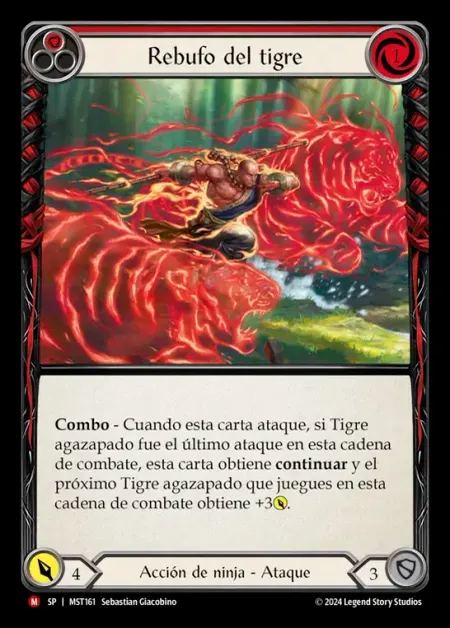 Rebufo del tigre
1
Combo - Cuando esta carta ataque, si Tigre
agazapado fue el último ataque en esta cadena
de combate, esta carta obtiene continuar y el
próximo Tigre agazapado que juegues en esta
cadena de combate obtiene +3.
4
Acción de ninja - Ataque
3
M SP | MST161 Sebastian Giacobino
© 2024 Legend Story Studios